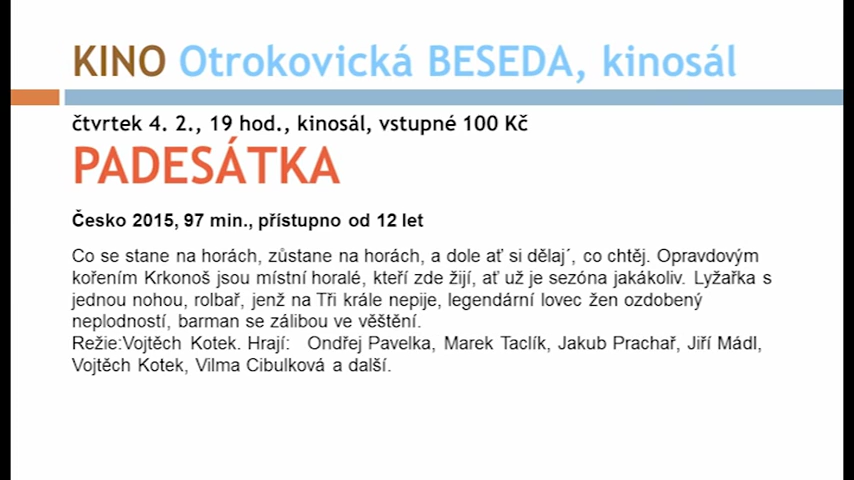 KINO Otrokovická BESEDA, kinosál
čtvrtek 4. 2., 19 hod., kinosál, vstupné 100 Kč
PADESÁTKA
Česko 2015, 97 min., přístupno od 12 let
Co se stane na horách, zůstane na horách, a dole ať si dělaj´, co chtěj. Opravdovým
kořením Krkonoš jsou místní horalé, kteří zde žijí, ať už je sezóna jakákoliv. Lyžařka s
jednou nohou, rolbař, jenž na Tři krále nepije, legendární lovec žen ozdobený
neplodností, barman se zálibou ve věštění.
Režie:Vojtěch Kotek. Hrají:   Ondřej Pavelka, Marek Taclík, Jakub Prachař, Jiří Mádl,
Vojtěch Kotek, Vilma Cibulková a další.